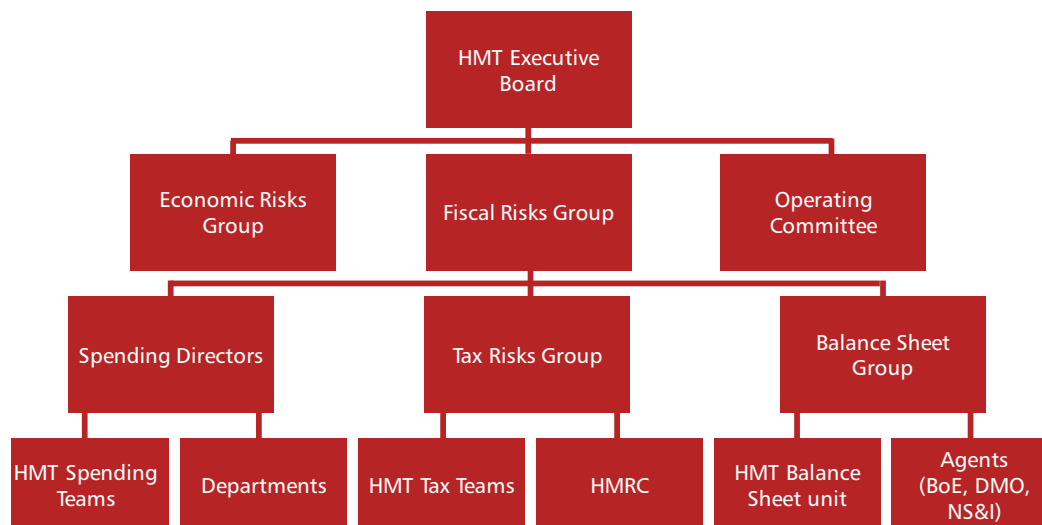 HMT Executive
Board
Economic Risks
Group
Fiscal Risks Group
Operating
Committee
Spending Directors
Tax Risks Group
Balance Sheet
Group
HMT Spending
Teams
Departments
HMT Tax Teams
HMRC
HMT Balance
Sheet unit
Agents
(BoE, DMO,
NS&I)